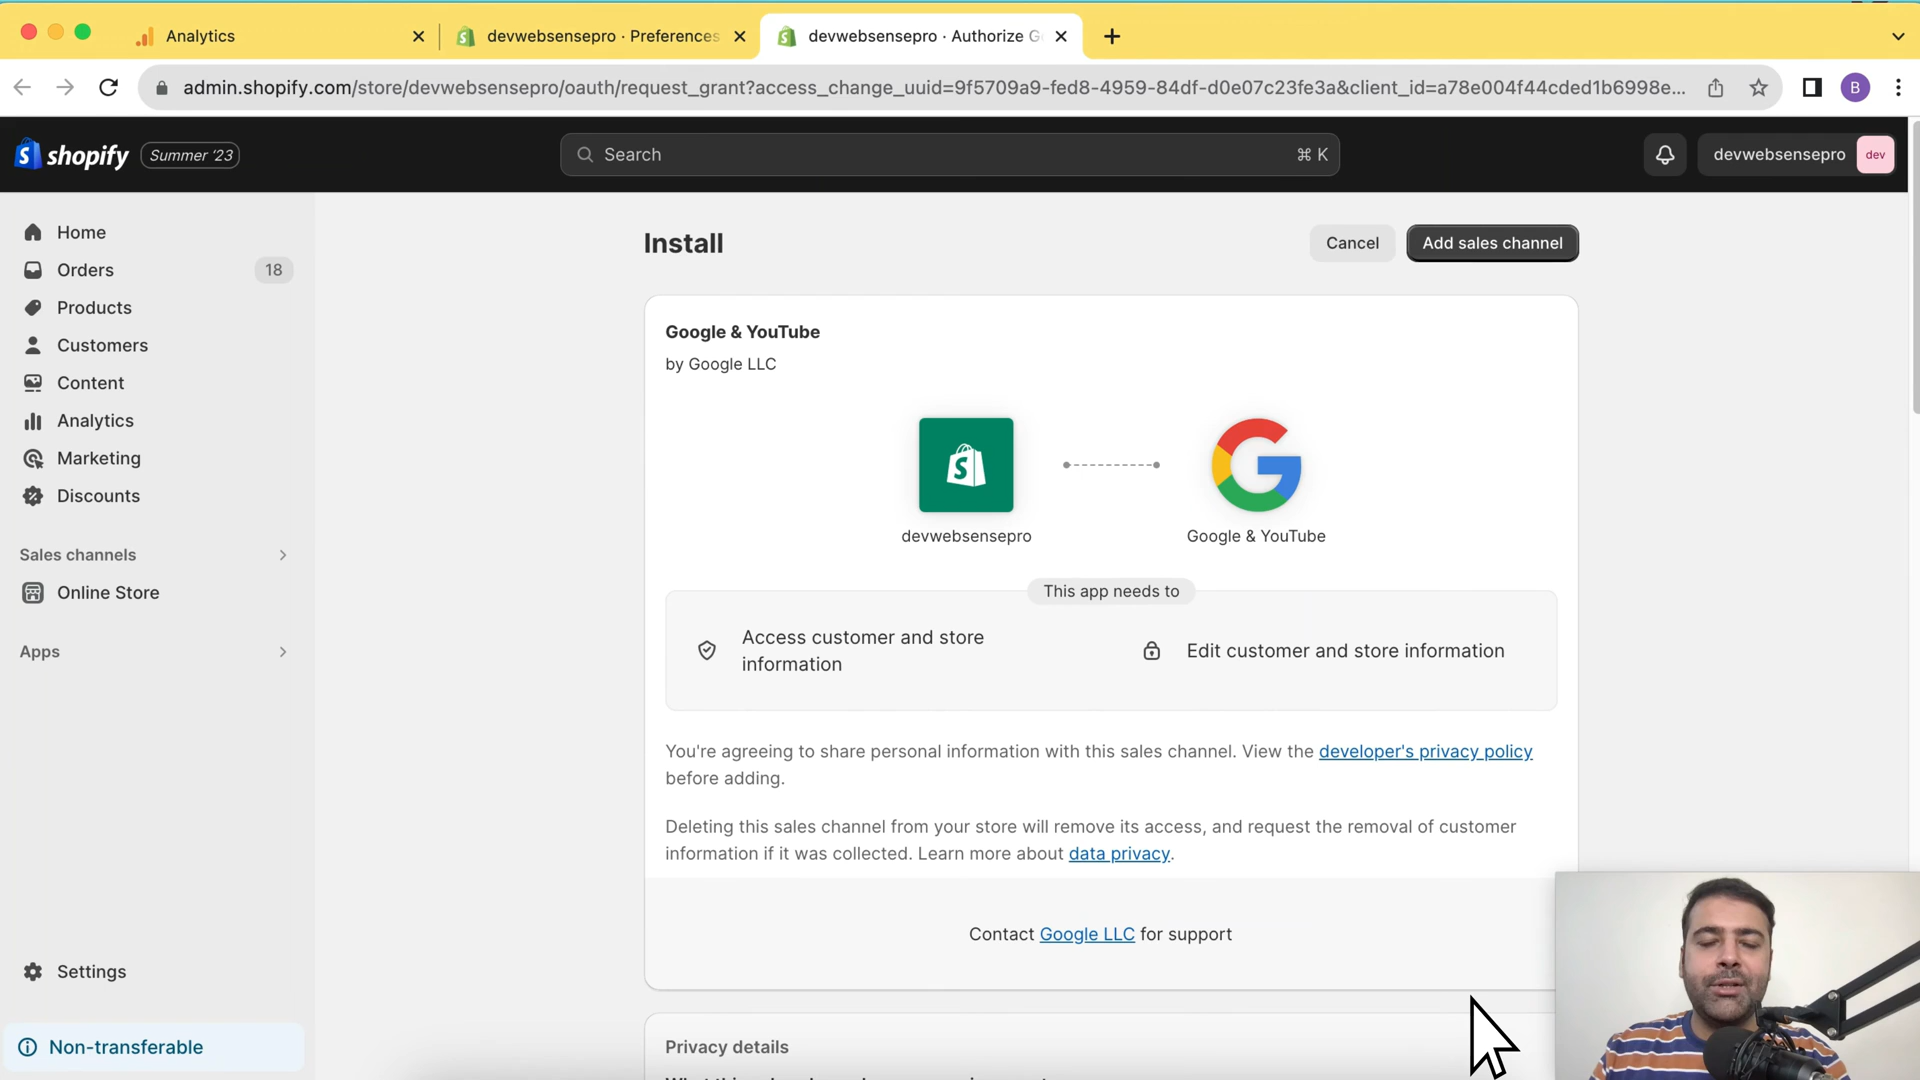 Analytics
devwebsensepro · Preferences
devwebsensepro · Authorize G
admin.shopify.com/store/devwebsensepro/oauth/request_grant?access_change_uuid=9f5709a9-fed8-4959-84df-d0e07c23fe3a&client_id=a78e004f44cded1b6998e...
B
shopify
Summer '23
Search
⌘ K
devwebsensepro
dev
Home
Orders
18
Products
Customers
Content
Analytics
Marketing
Discounts
Sales channels
Online Store
Apps
Settings
Non-transferable
Install
Cancel
Add sales channel
Google & YouTube
by Google LLC
devwebsensepro
Google & YouTube
This app needs to
Access customer and store
information
Edit customer and store information
You're agreeing to share personal information with this sales channel. View the developer's privacy policy
before adding.
Deleting this sales channel from your store will remove its access, and request the removal of customer
information if it was collected. Learn more about data privacy.
Contact Google LLC for support
Privacy details